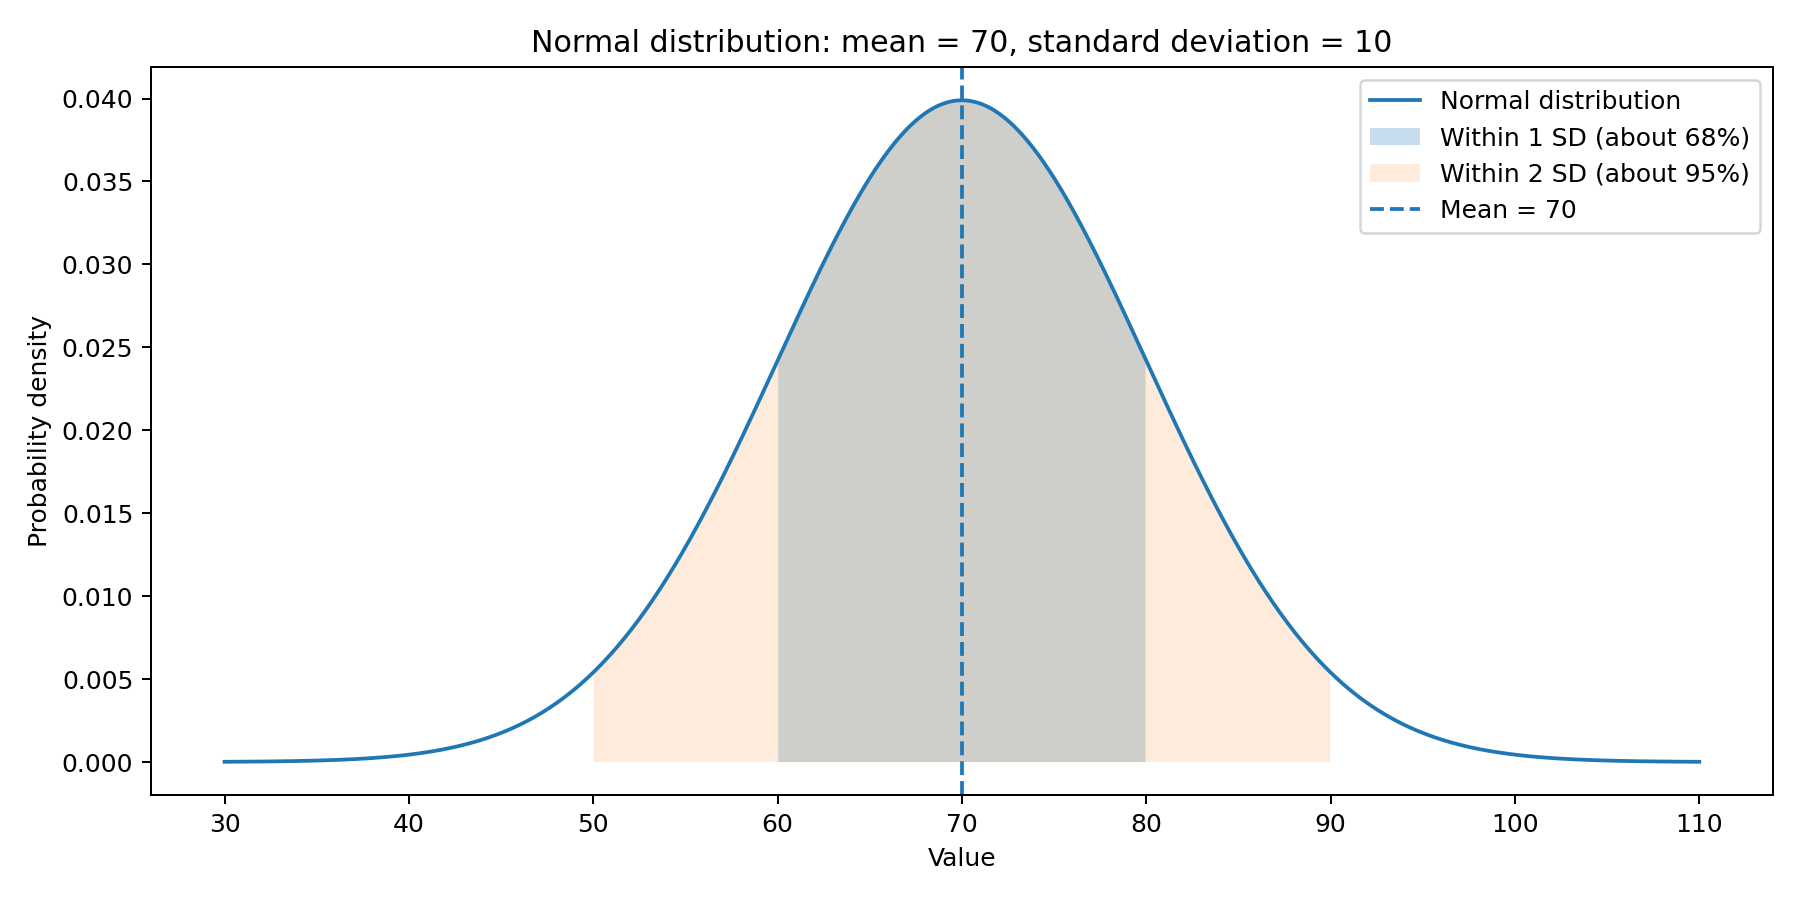 Normal distribution: mean = 70, standard deviation = 10
Normal distribution
Within 1 SD (about 68%)
Within 2 SD (about 95%)
Mean = 70
Probability density
0.040
0.035
0.030
0.025
0.020
0.015
0.010
0.005
0.000
30 40 50 60 70 80 90 100 110
Value